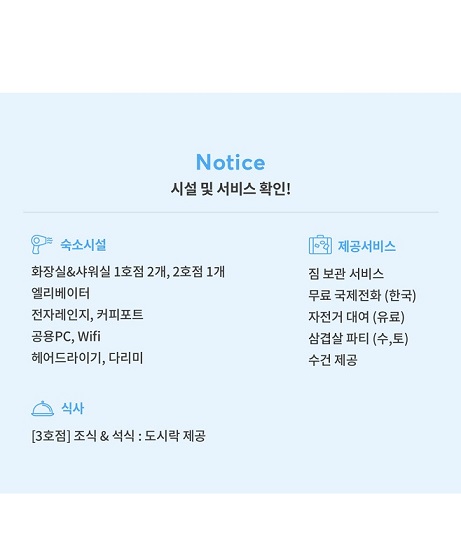 Notice
시설 및 서비스 확인!
숙소시설
화장실&샤워실 1호점 2개, 2호점 1개
엘리베이터
전자레인지, 커피포트
공용PC, Wifi
헤어드라이기, 다리미
제공서비스
짐 보관 서비스
무료 국제전화 (한국)
자전거 대여 (유료)
삼겹살 파티 (수,토)
수건 제공
식사
[3호점] 조식 & 석식 : 도시락 제공